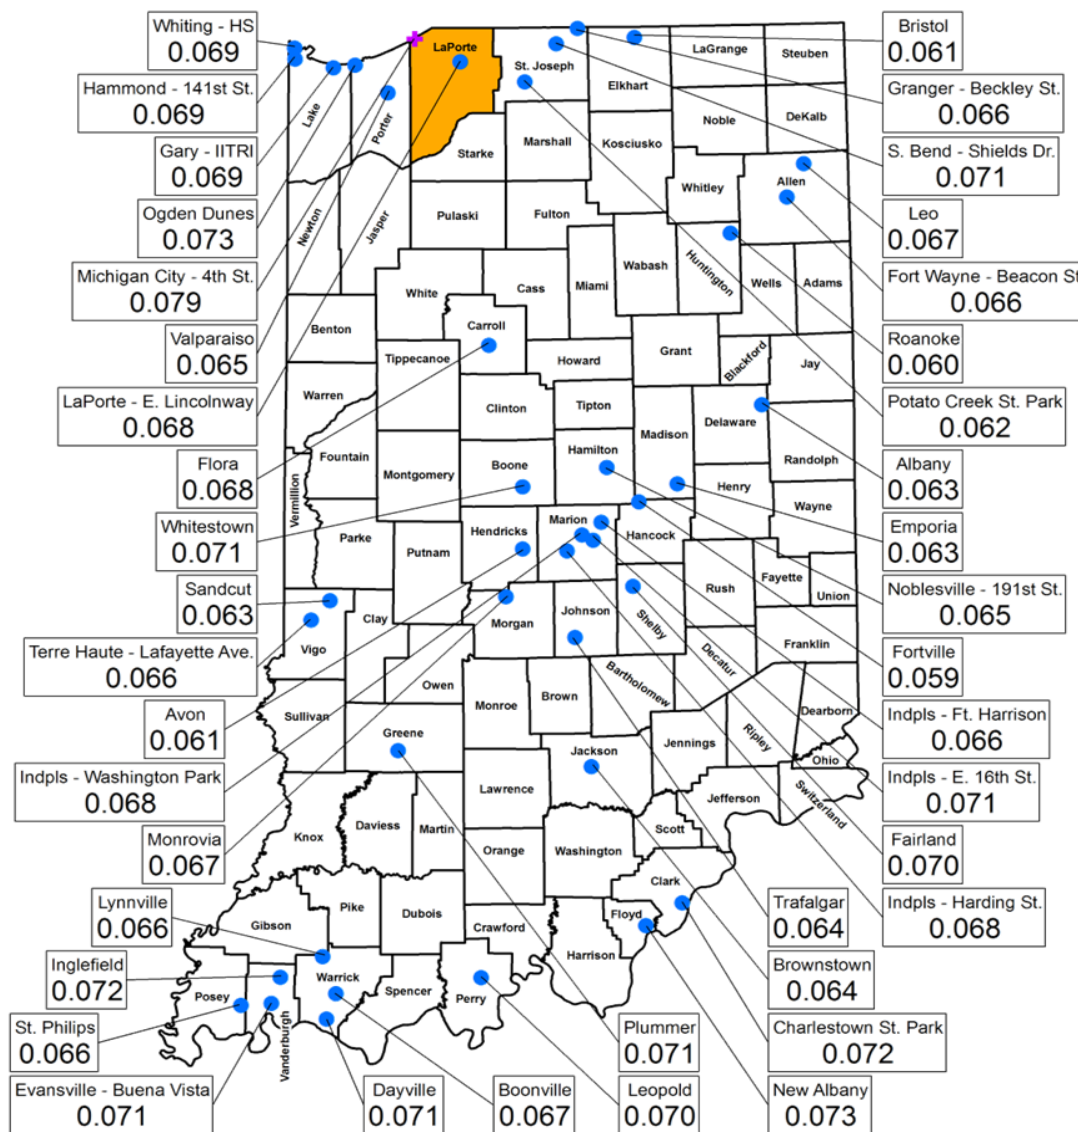 Whiting - HS
0.069
Hammond - 141st St.
0.069
Gary - IITRI
0.069
Ogden Dunes
0.073
Michigan City - 4th St.
0.079
Valparaiso
0.065
LaPorte - E. Lincolnway
0.068
Flora
0.068
Whitestown
0.071
Sandcut
0.063
Terre Haute - Lafayette Ave.
0.066
Avon
0.061
Indpls - Washington Park
0.068
Monrovia
0.067
Lynnville
0.066
Inglefield
0.072
St. Philips
0.066
Evansville - Buena Vista
0.071
Dayville
0.071
Boonville
0.067
Leopold
0.070
Plummer
0.071
New Albany
0.073
Charlestown St. Park
0.072
Brownstown
0.064
Trafalgar
0.064
Bristol
0.061
Granger - Beckley St.
0.066
S. Bend - Shields Dr.
0.071
Leo
0.067
Fort Wayne - Beacon St
0.066
Roanoke
0.060
Potato Creek St. Park
0.062
Albany
0.063
Emporia
0.063
Noblesville - 191st St.
0.065
Fortville
0.059
Indpls - Ft. Harrison
0.066
Indpls - E. 16th St.
0.071
Fairland
0.070
Indpls - Harding St.
0.068
Lake
Porter
LaPorte
St. Joseph
Elkhart
LaGrange
Steuben
Noble
DeKalb
Starke
Marshall
Kosciusko
Whitley
Allen
Newton
Jasper
Pulaski
Fulton
Huntington
Wabash
Miami
Wells
Adams
White
Cass
Benton
Carroll
Tippecanoe
Howard
Grant
Blackford
Jay
Warren
Clinton
Tipton
Madison
Delaware
Randolph
Fountain
Montgomery
Boone
Hamilton
Henry
Wayne
Vermillion
Parke
Putnam
Hendricks
Marion
Hancock
Rush
Fayette
Union
Vigo
Clay
Owen
Morgan
Johnson
Shelby
Decatur
Franklin
Sullivan
Greene
Monroe
Brown
Bartholomew
Jennings
Ripley
Dearborn
Ohio
Switzerland
Knox
Daviess
Martin
Lawrence
Jackson
Jefferson
Scott
Orange
Washington
Clark
Gibson
Pike
Dubois
Crawford
Floyd
Harrison
Posey
Vanderburgh
Warrick
Spencer
Perry